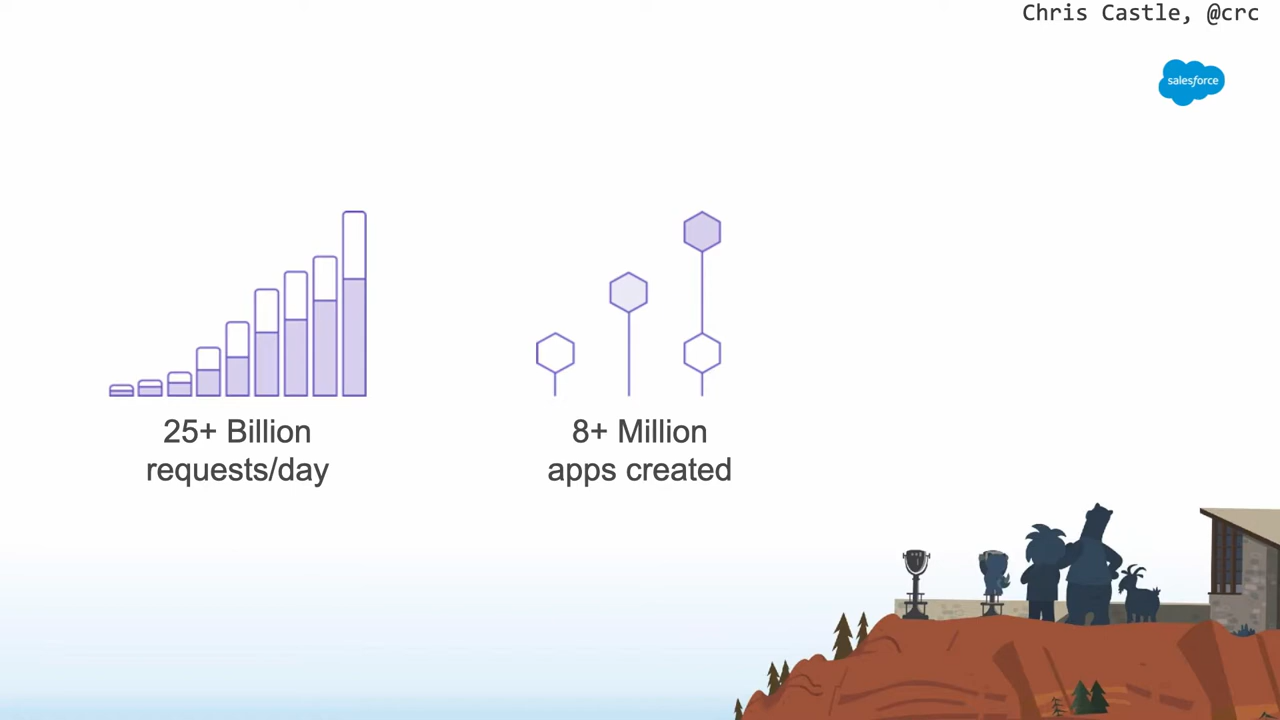 Chris Castle, @crc
salesforce
25+ Billion
requests/day
8+ Million
apps created